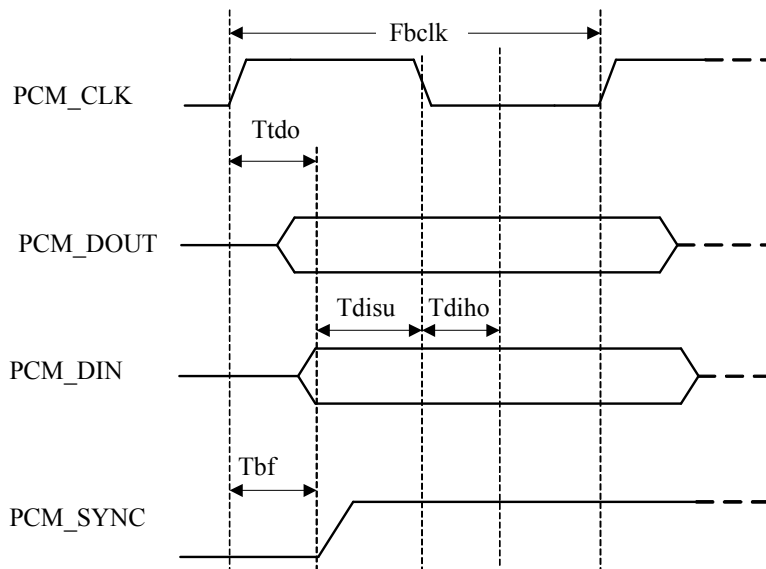 Fbclk
PCM_CLK
Ttdo
PCM_DOUT
Tdisu
Tdiho
PCM_DIN
Tbf
PCM_SYNC